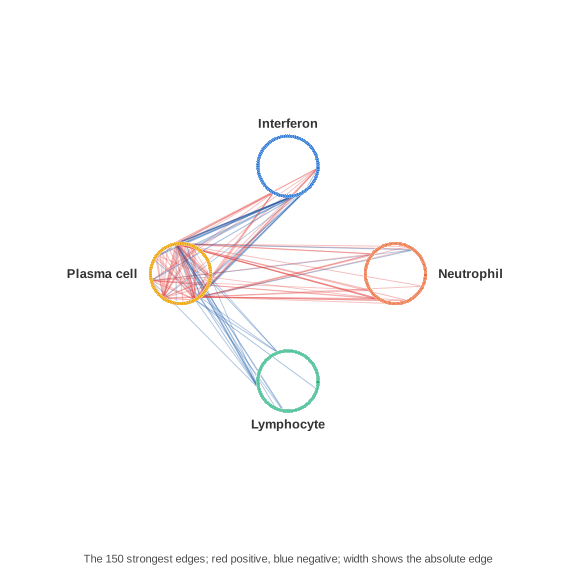 Interferon
Plasma cell
Neutrophil
Lymphocyte
The 150 strongest edges; red positive, blue negative; width shows the absolute edge